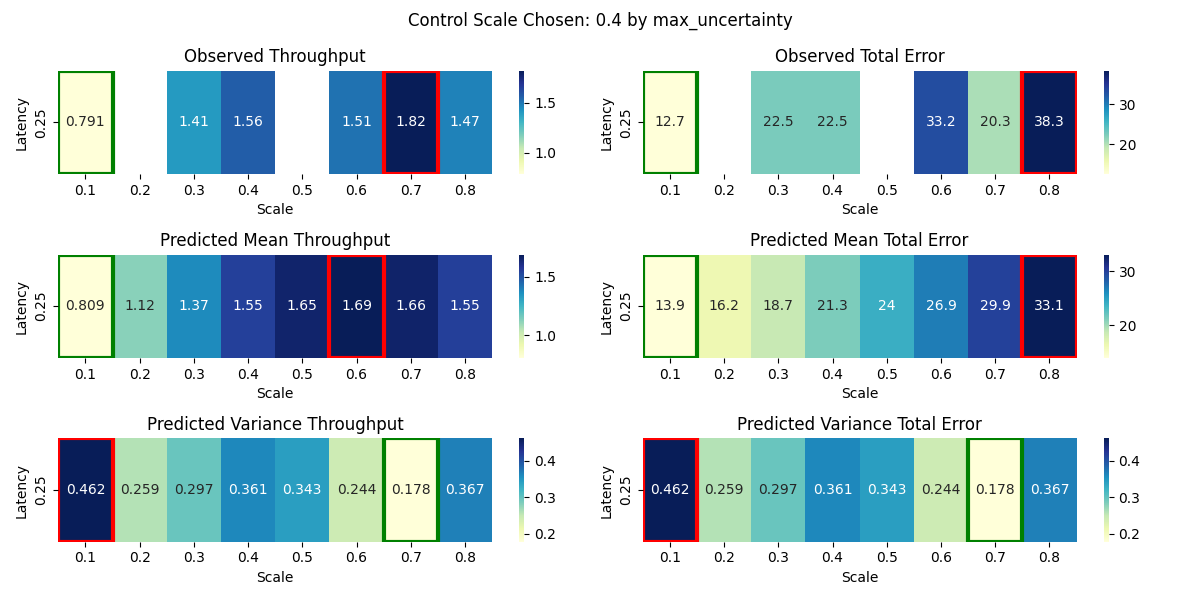 Control Scale Chosen: 0.4 by max_uncertainty
Observed Throughput
Latency
0.25
0.791 1.41 1.56 1.51 1.82 1.47
0.1 0.2 0.3 0.4 0.5 0.6 0.7 0.8
Scale
1.5
1.0
Observed Total Error
Latency
0.25
12.7 22.5 22.5 33.2 20.3 38.3
0.1 0.2 0.3 0.4 0.5 0.6 0.7 0.8
Scale
30
20
Predicted Mean Throughput
Latency
0.25
0.809 1.12 1.37 1.55 1.65 1.69 1.66 1.55
0.1 0.2 0.3 0.4 0.5 0.6 0.7 0.8
Scale
1.5
1.0
Predicted Mean Total Error
Latency
0.25
13.9 16.2 18.7 21.3 24 26.9 29.9 33.1
0.1 0.2 0.3 0.4 0.5 0.6 0.7 0.8
Scale
30
20
Predicted Variance Throughput
Latency
0.25
0.462 0.259 0.297 0.361 0.343 0.244 0.178 0.367
0.1 0.2 0.3 0.4 0.5 0.6 0.7 0.8
Scale
0.4
0.3
0.2
Predicted Variance Total Error
Latency
0.25
0.462 0.259 0.297 0.361 0.343 0.244 0.178 0.367
0.1 0.2 0.3 0.4 0.5 0.6 0.7 0.8
Scale
0.4
0.3
0.2